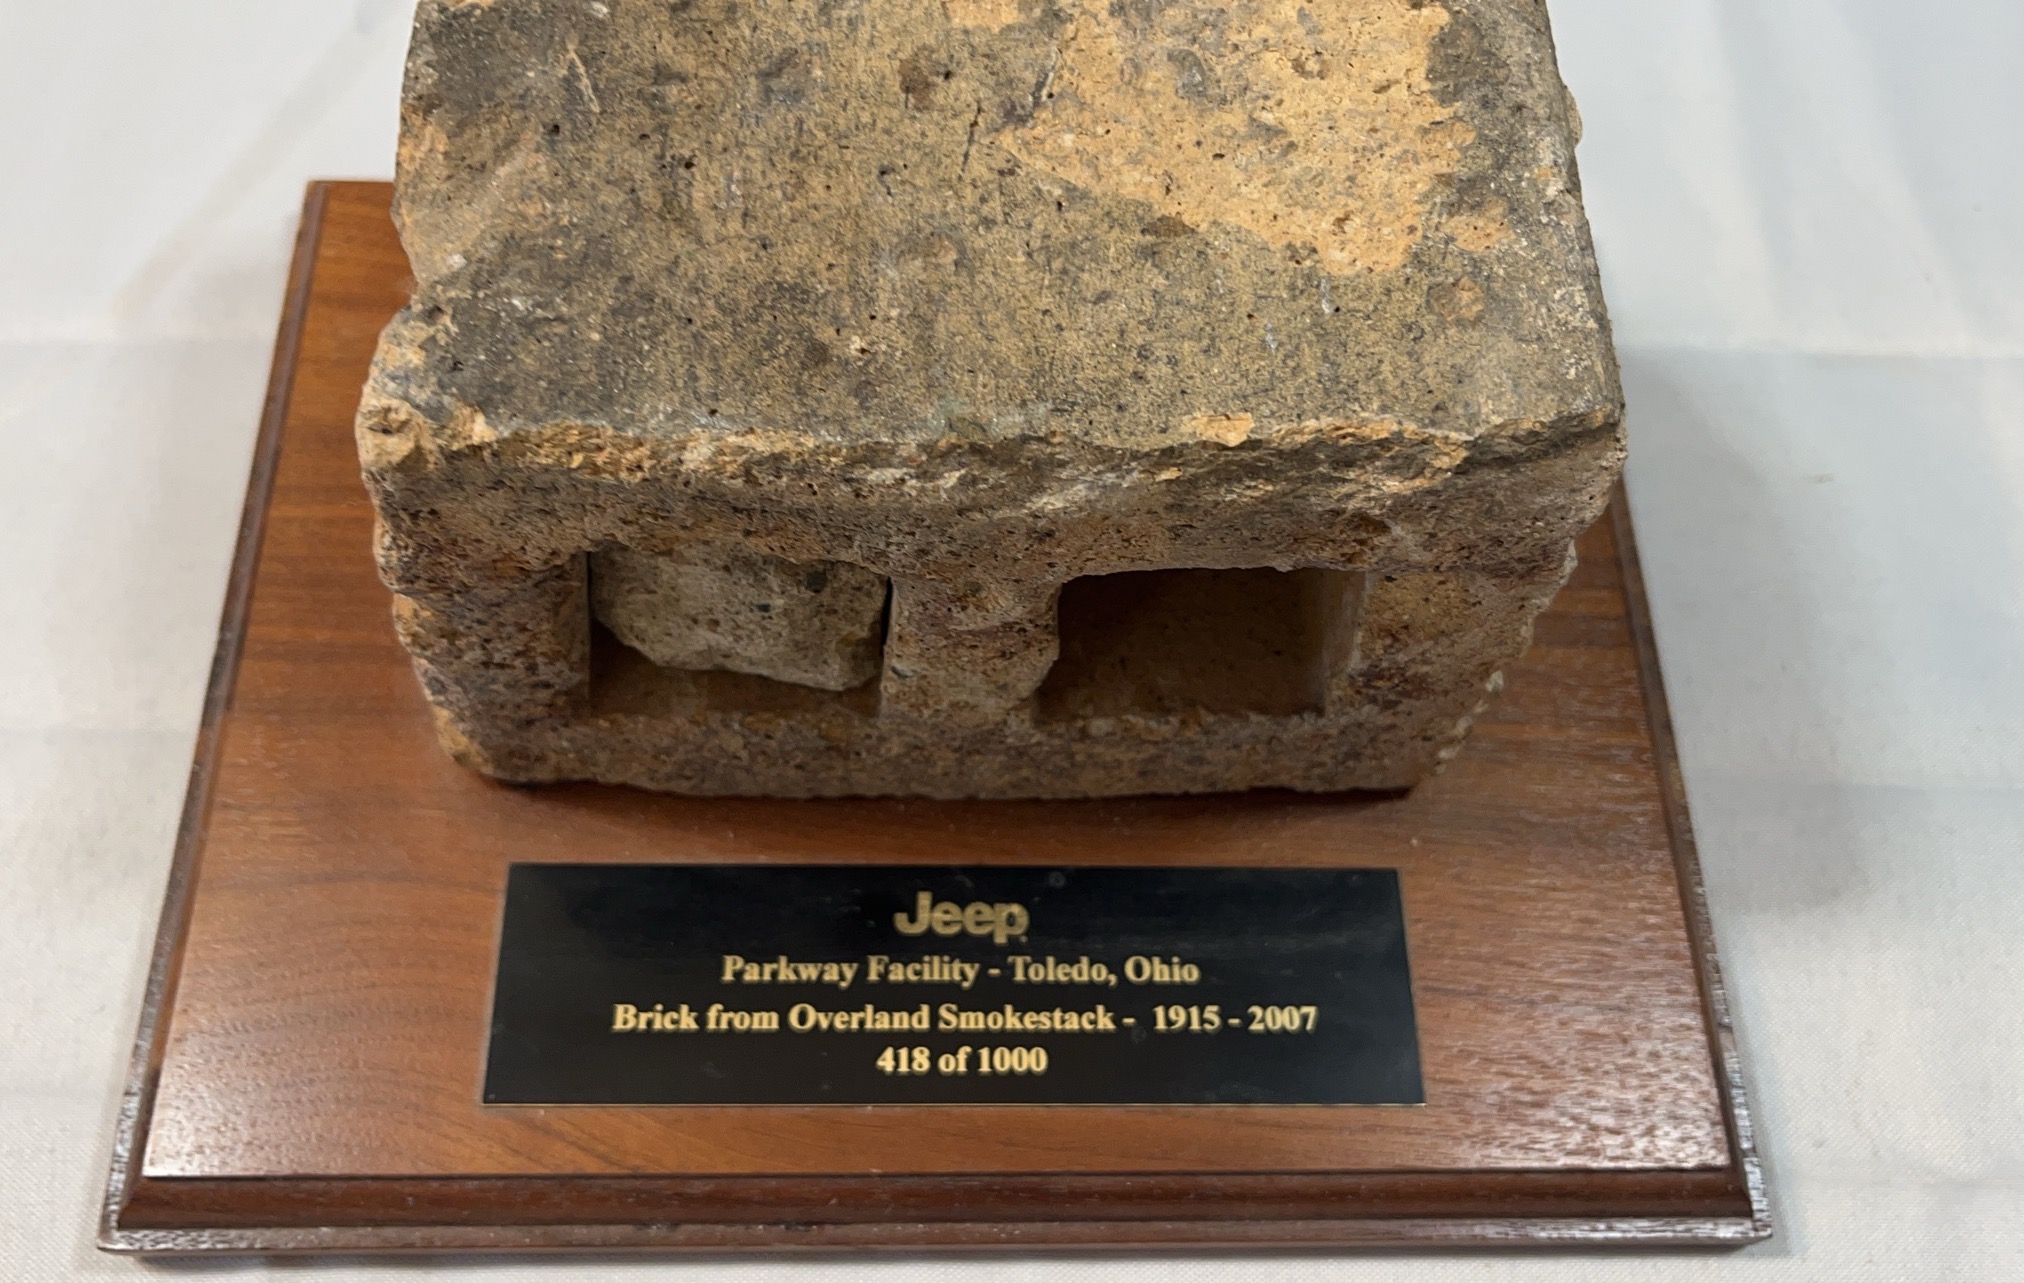 Jeep
Parkway Facility - Toledo, Ohio
Brick from Overland Smokestack - 1915 - 2007
418 of 1000